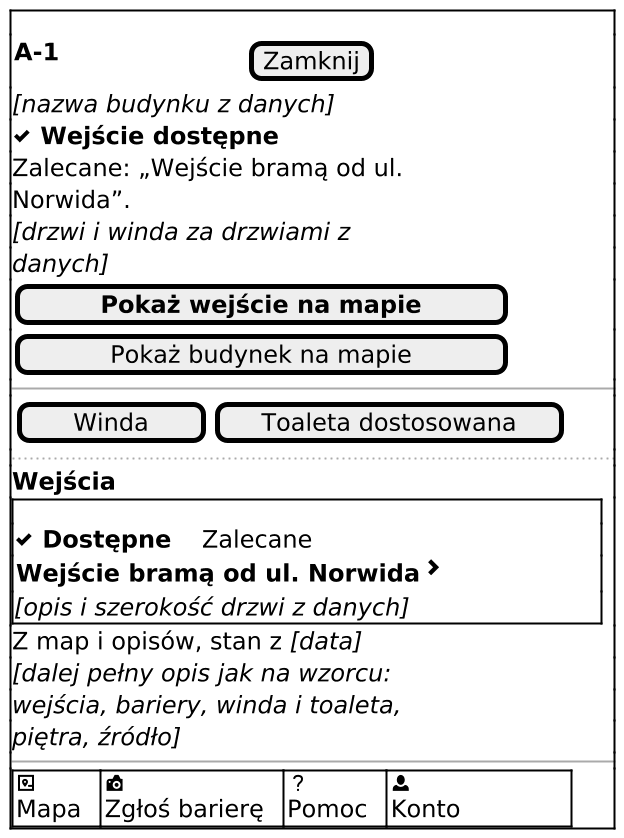 A-1
Zamknij
[nazwa budynku z danych]
✔ Wejście dostępne
Zalecane: „Wejście bramą od ul.
Norwida”.
[drzwi i winda za drzwiami z
danych]
Pokaż wejście na mapie
Pokaż budynek na mapie
Winda
Toaleta dostosowana
Wejścia
✔ Dostępne Zalecane
Wejście bramą od ul. Norwida ›
[opis i szerokość drzwi z danych]
Z map i opisów, stan z [data]
[dalej pełny opis jak na wzorcu:
wejścia, bariery, winda i toaleta,
piętra, źródło]
Mapa
Zgłoś barierę
? Pomoc
Konto